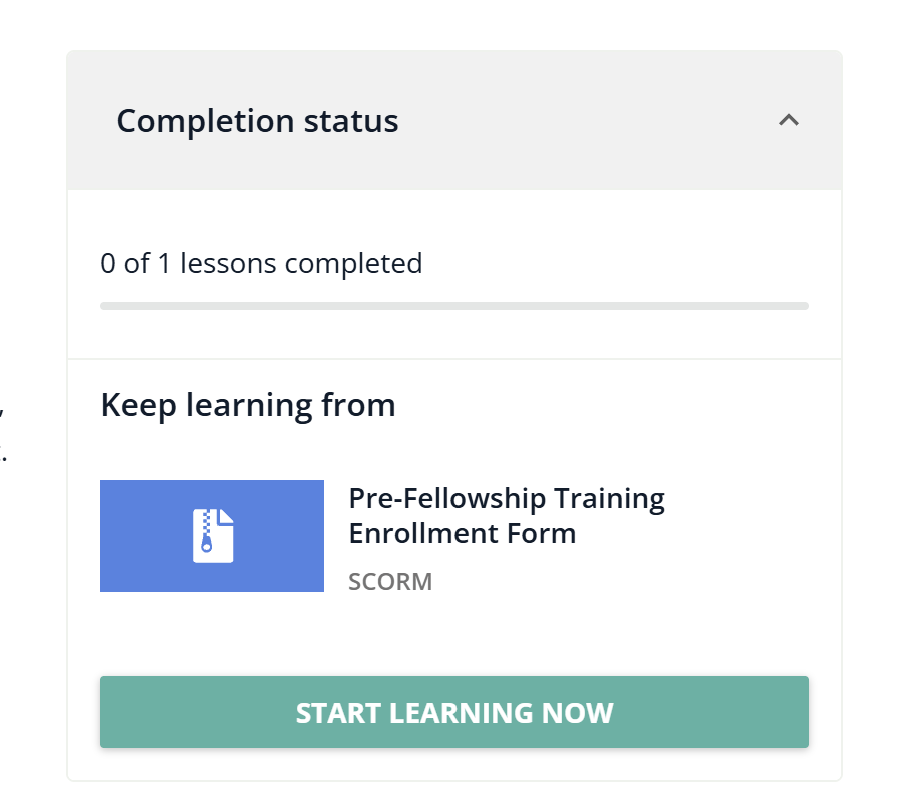 Completion status
0 of 1 lessons completed
Keep learning from
Pre-Fellowship Training
Enrollment Form
SCORM
START LEARNING NOW